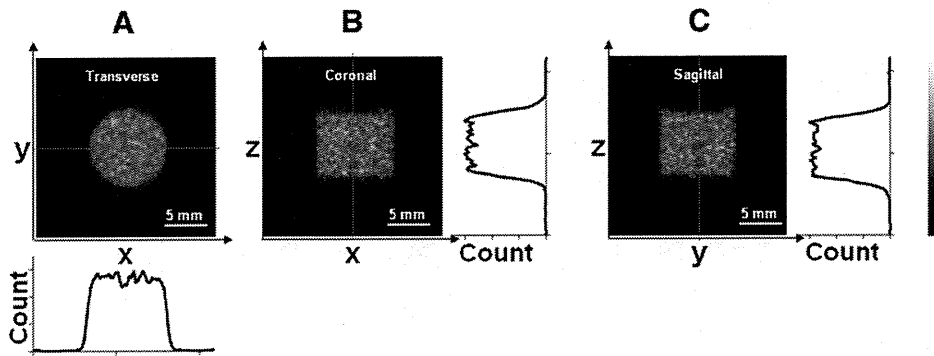 A
B
C
Transverse
Coronal
Sagittal
y
z
z
5 mm
5 mm
5 mm
x
x
Count
y
Count
Count